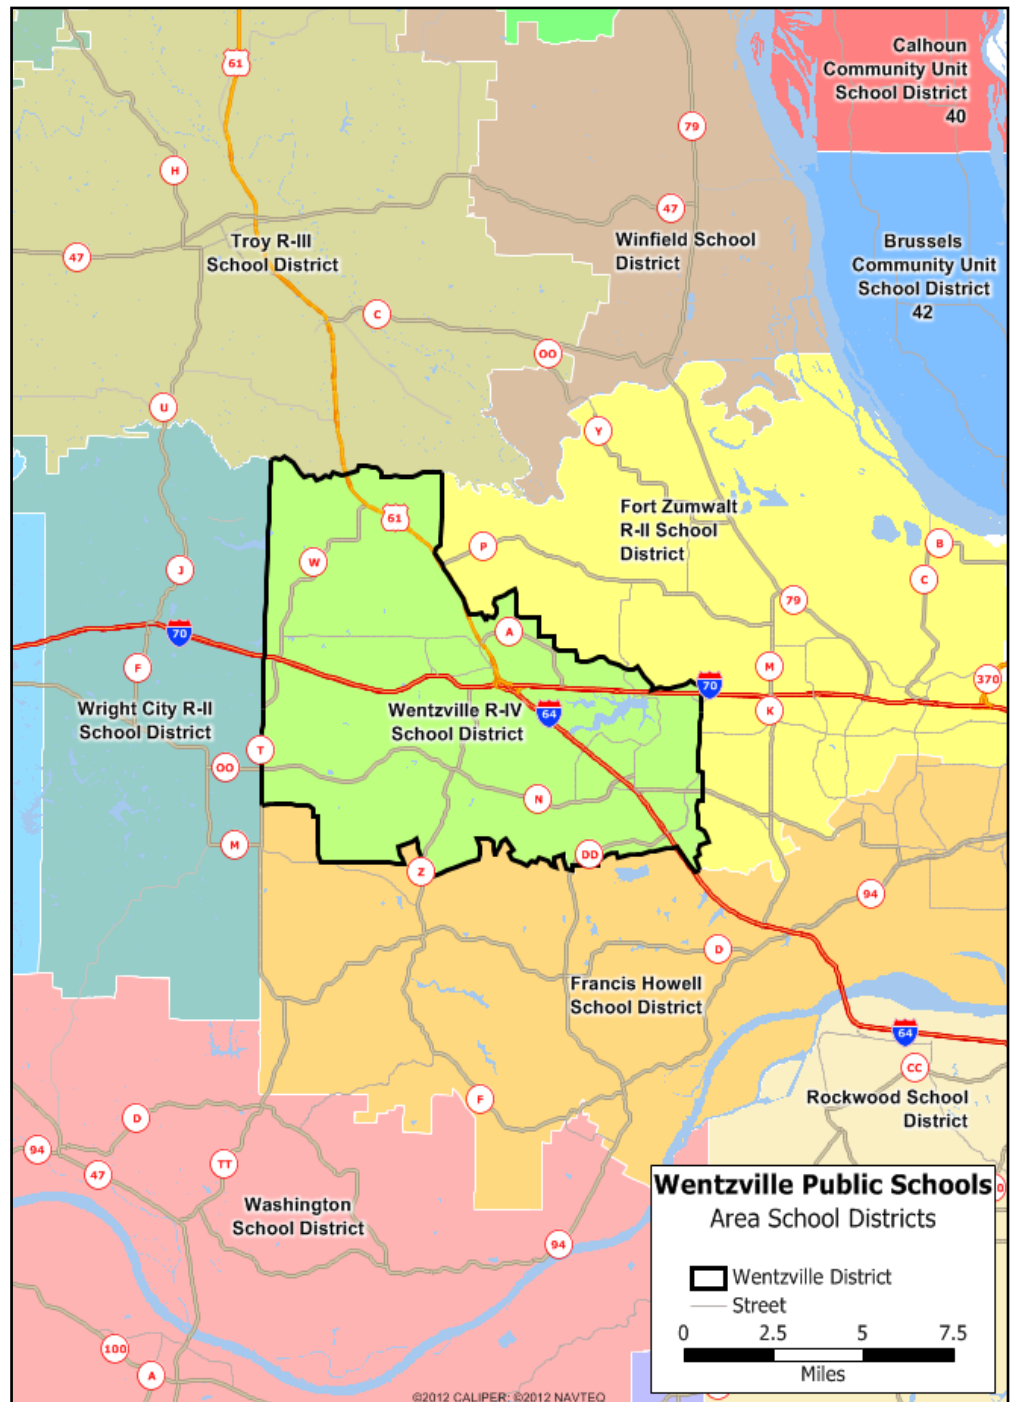 61
Calhoun
Community Unit
School District
40
79
H
47
Troy R-III
School District
Winfield School
District
Brussels
Community Unit
School District
42
47
C
OO
U
Y
61
Fort Zumwalt
R-II School
District
P
B
W
J
C
79
70
A
F
M
370
70
Wright City R-II
School District
Wentzville R-IV
School District
64
K
T
OO
N
M
DD
Z
94
D
Francis Howell
School District
64
CC
Rockwood School
District
F
D
94
47
TT
Washington
School District
94
100
A
Wentzville Public Schools
Area School Districts
Wentzville District
Street
0 2.5 5 7.5
Miles
©2012 CALIPER; ©2012 NAVTEQ